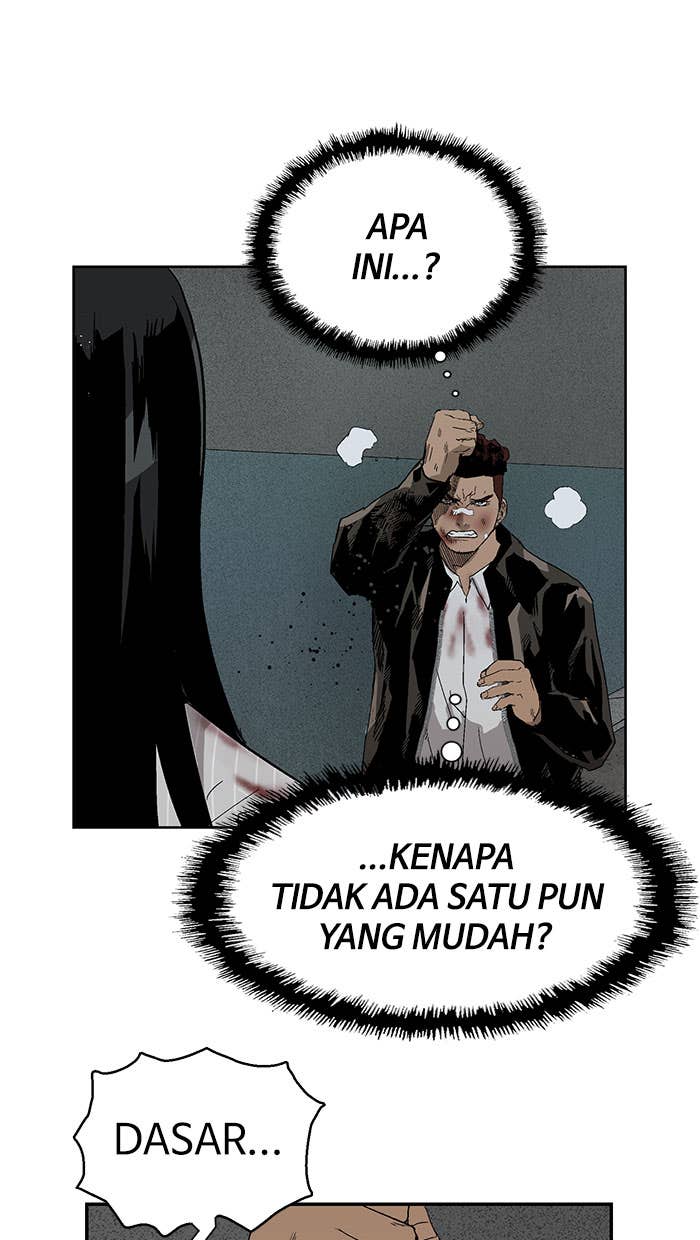 APA
INI...?
...KENAPA
TIDAK ADA SATU PUN
YANG MUDAH?
DASAR...